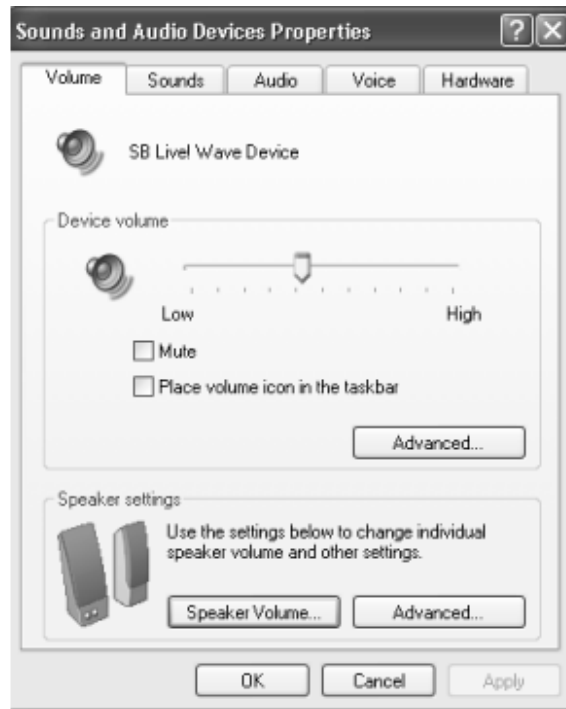 Sounds and Audio Devices Properties
Volume Sounds Audio Voice Hardware
SB Live! Wave Device
Device volume
Low High
Mute
Place volume icon in the taskbar
Advanced...
Speaker settings
Use the settings below to change individual
speaker volume and other settings.
Speaker Volume... Advanced...
OK Cancel Apply